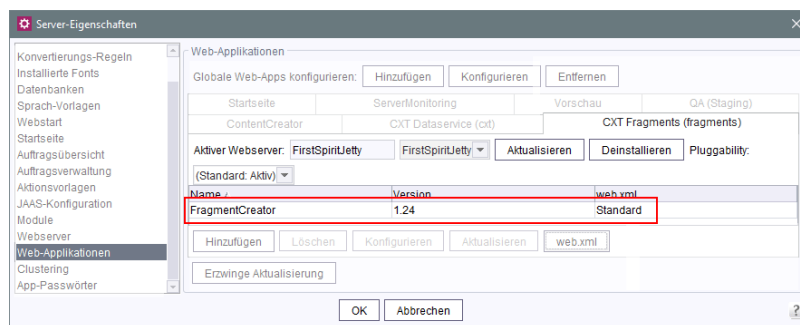 Server-Eigenschaften
Konvertierungs-Regeln
Installierte Fonts
Datenbanken
Sprach-Vorlagen
Webstart
Startseite
Auftragsübersicht
Auftragsverwaltung
Aktionsvorlagen
JAAS-Konfiguration
Module
Webserver
Web-Applikationen
Clustering
App-Passwörter
Web-Applikationen
Globale Web-Apps konfigurieren: Hinzufügen Konfigurieren Entfernen
Startseite ServerMonitoring Vorschau QA (Staging)
ContentCreator CXT Dataservice (cxt) CXT Fragments (fragments)
Aktiver Webserver: FirstSpiritJetty FirstSpiritJetty Aktualisieren Deinstallieren Pluggability:
(Standard: Aktiv)
Name Version web.xml
FragmentCreator 1.24 Standard
Hinzufügen Löschen Konfigurieren Aktualisieren web.xml
Erzwinge Aktualisierung
OK Abbrechen
?